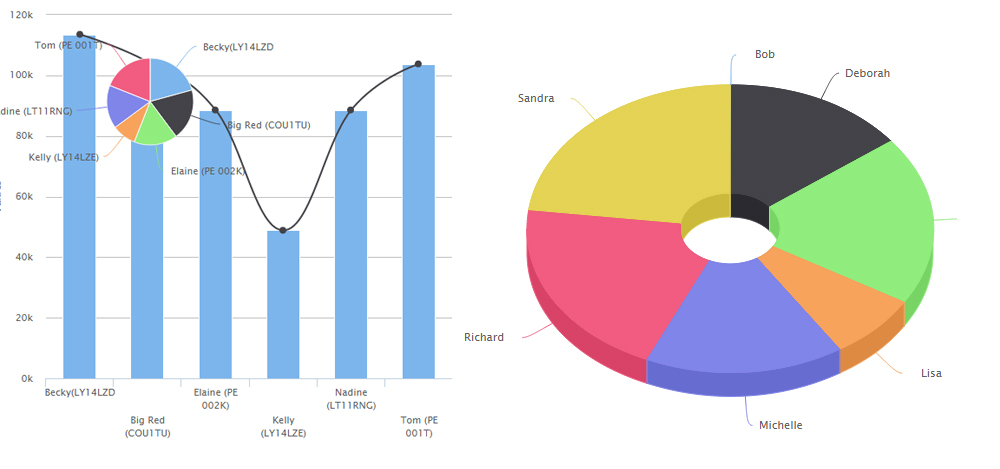 120k
100k
80k
60k
40k
20k
0k
Tom (PE 001T)
Becky(LY14LZD
dine (LT11RNG)
Big Red (COU1TU)
Kelly (LY14LZE)
Elaine (PE 002K)
Becky(LY14LZD
Big Red
(COU1TU)
Elaine (PE
002K)
Kelly
(LY14LZE)
Nadine
(LT11RNG)
Tom (PE
001T)
Bob
Deborah
Sandra
Richard
Lisa
Michelle